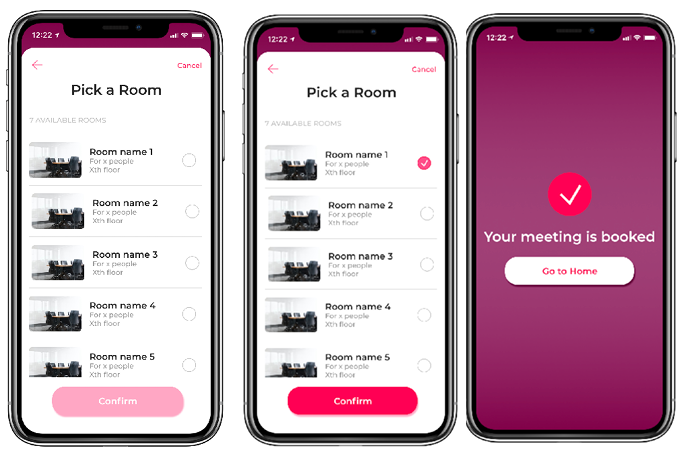 12:22
Cancel
Pick a Room
7 AVAILABLE ROOMS
Room name 1
For x people
Xth floor
Room name 2
For x people
Xth floor
Room name 3
For x people
Xth floor
Room name 4
For x people
Xth floor
Room name 5
For x people
Xth floor
Confirm
12:22
Cancel
Pick a Room
7 AVAILABLE ROOMS
Room name 1
For x people
Xth floor
Room name 2
For x people
Xth floor
Room name 3
For x people
Xth floor
Room name 4
For x people
Xth floor
Room name 5
For x people
Xth floor
Confirm
12:22
Your meeting is booked
Go to Home